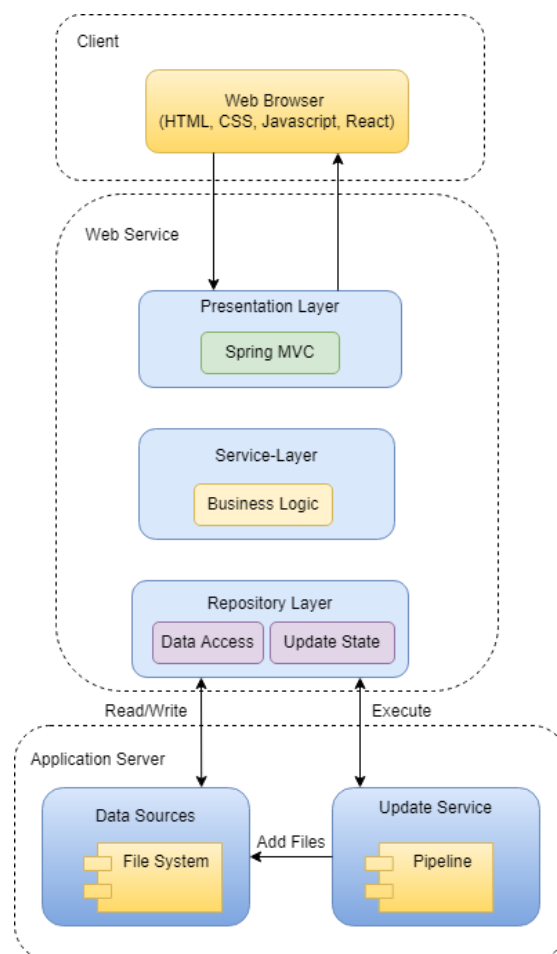 Client
Web Browser
(HTML, CSS, Javascript, React)
Web Service
Presentation Layer
Spring MVC
Service-Layer
Business Logic
Repository Layer
Data Access
Update State
Read/Write
Execute
Application Server
Data Sources
File System
Add Files
Update Service
Pipeline